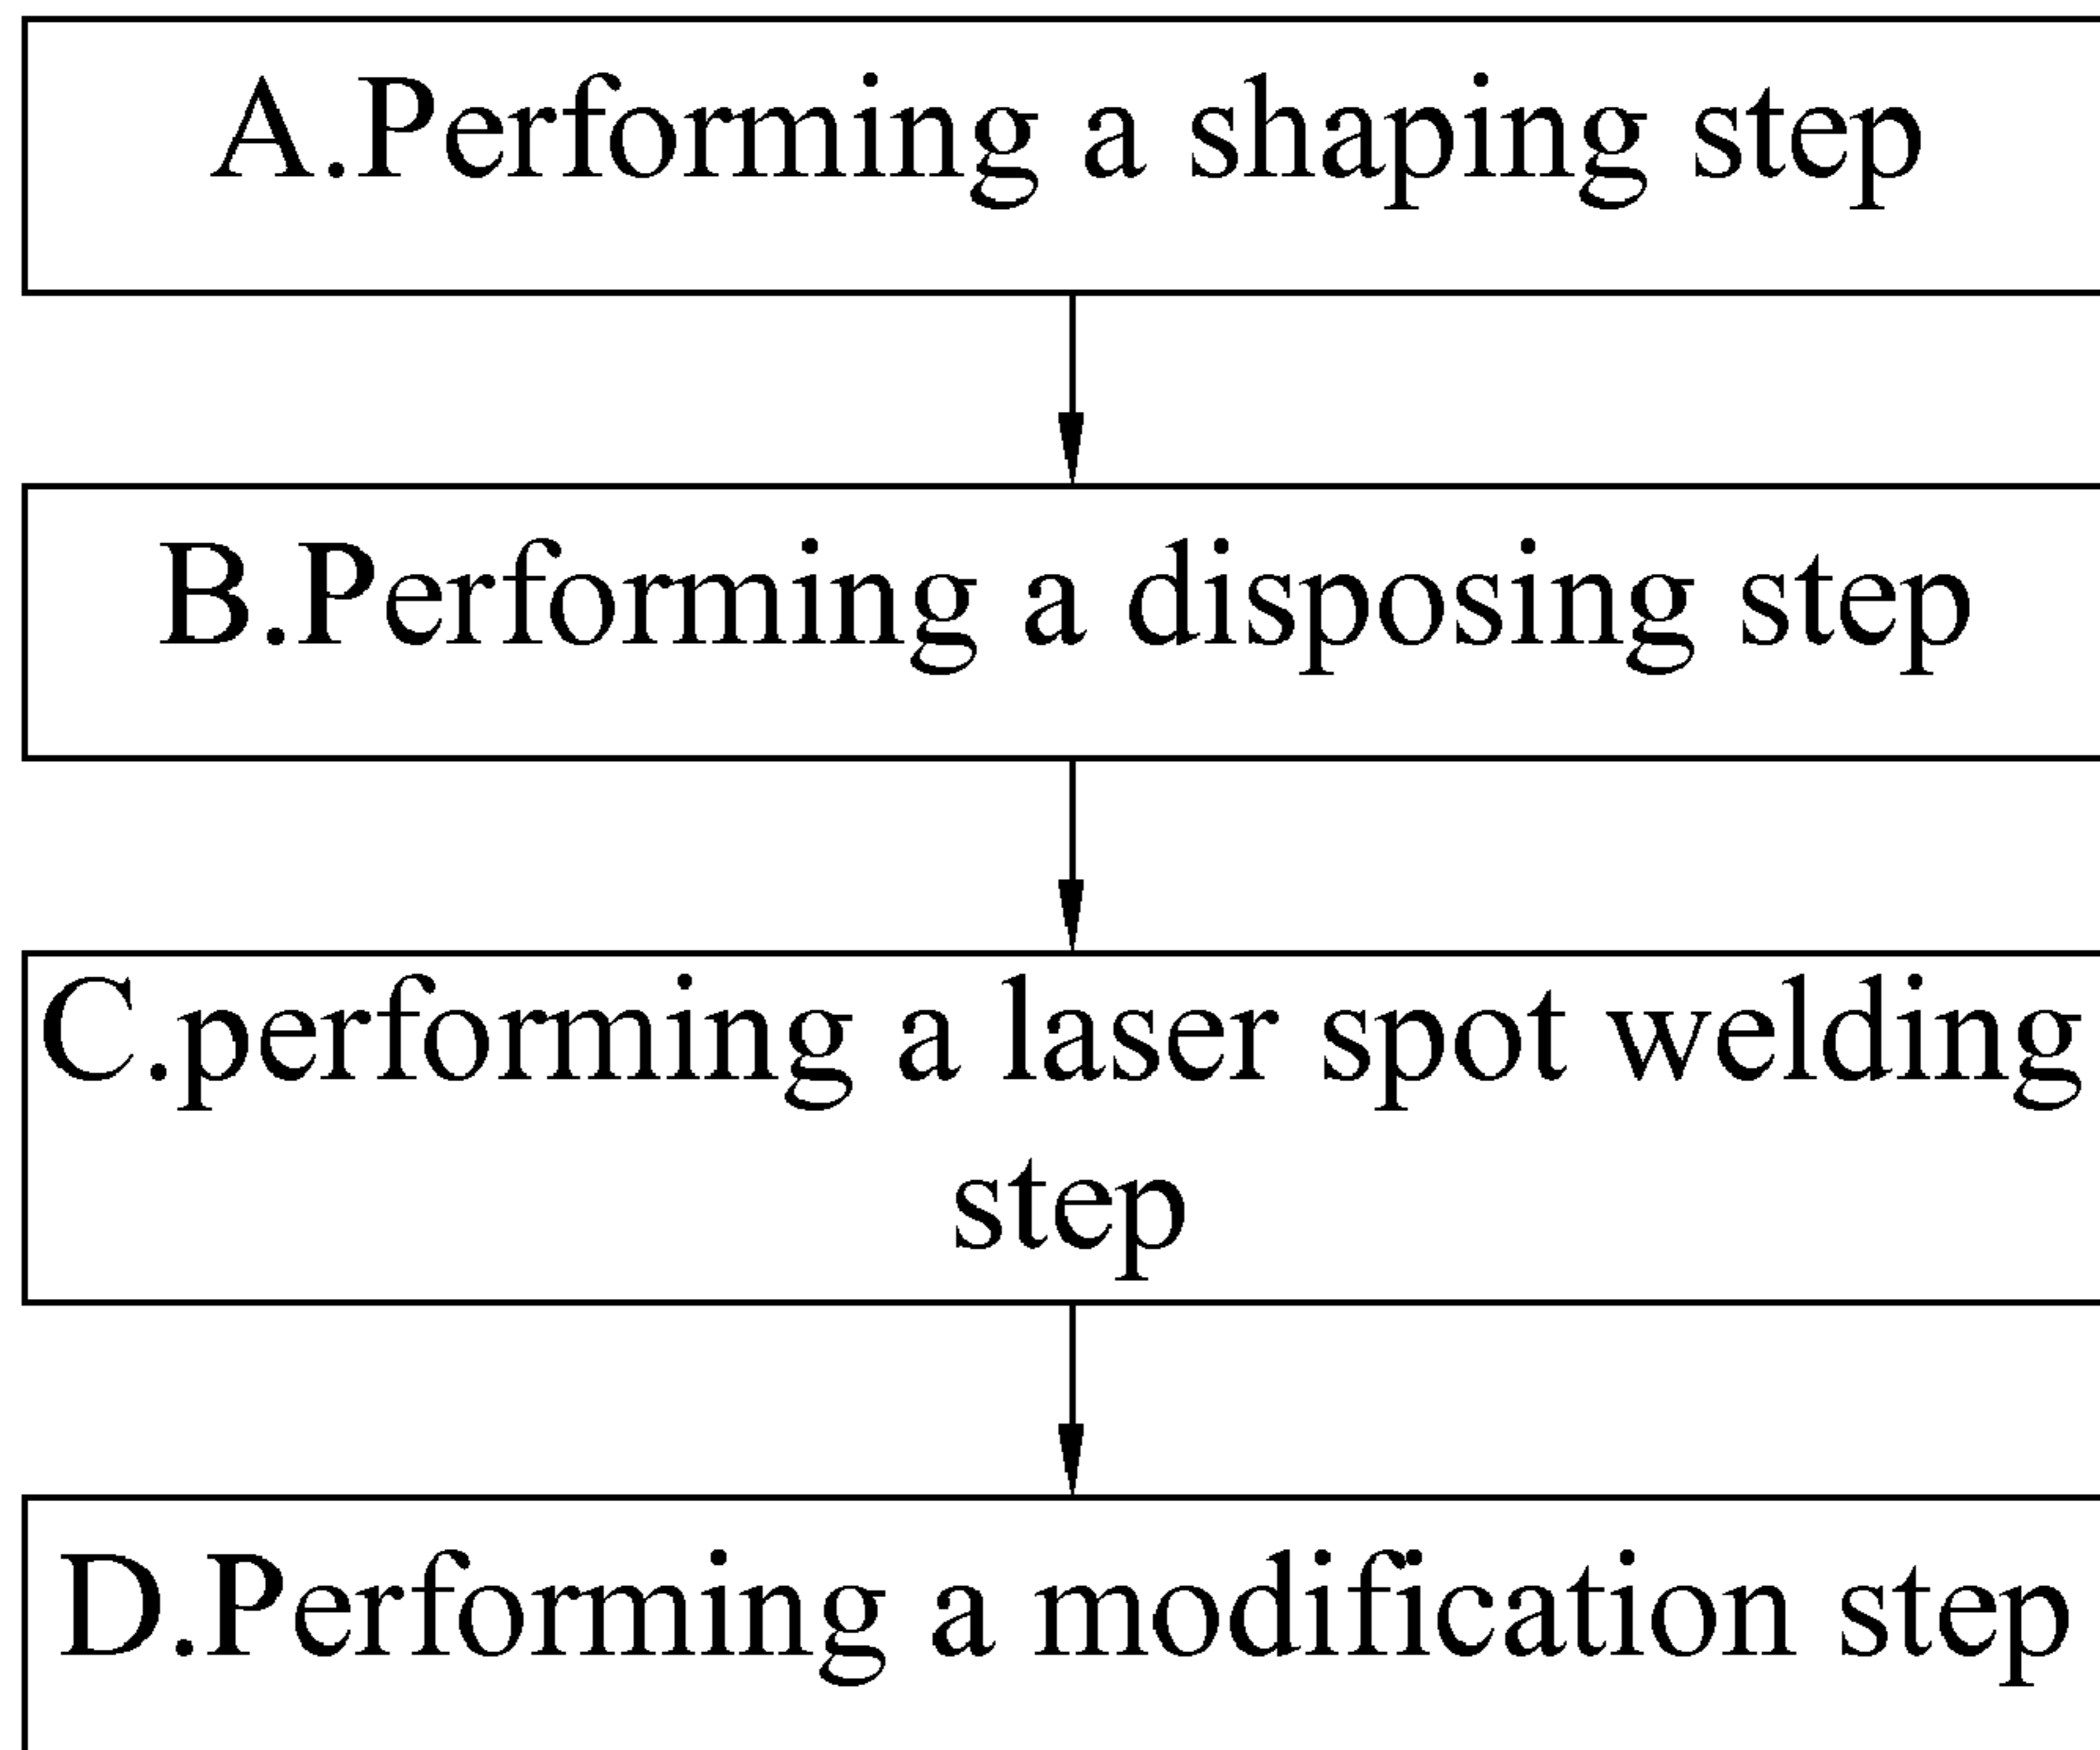 A.Performing a shaping step
B.Performing a disposing step
C.performing a laser spot welding
step
D.Performing a modification step